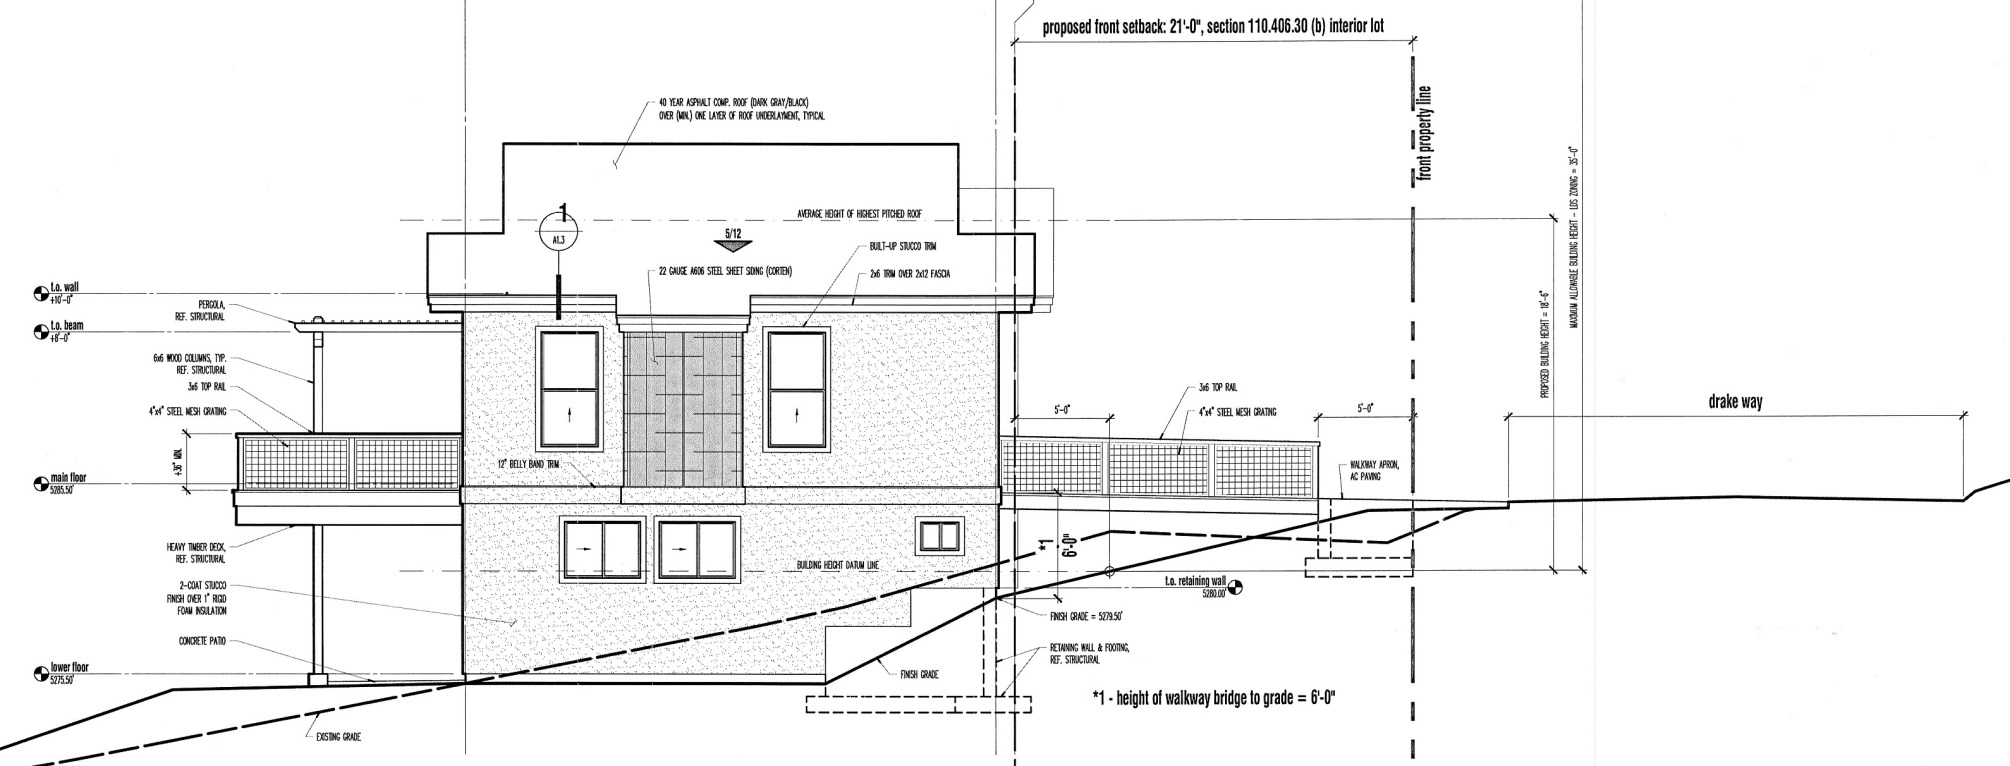 proposed front setback: 21'-0", section 110.406.30 (b) interior lot
front property line
MAXIMUM ALLOWABLE BUILDING HEIGHT - LDS ZONING = 35'-0"
PROPOSED BUILDING HEIGHT = 18'-6"
40 YEAR ASPHALT COMP. ROOF (DARK GRAY/BLACK)
OVER (MIN.) ONE LAYER OF ROOF UNDERLAYMENT, TYPICAL
AVERAGE HEIGHT OF HIGHEST PITCHED ROOF
1
A1.3
5/12
BUILT-UP STUCCO TRIM
22 GAUGE A606 STEEL SHEET SIDING (CORTEN)
2x6 TRIM OVER 2x12 FASCIA
t.o. wall
+10'-0"
PERGOLA,
REF. STRUCTURAL
t.o. beam
+8'-0"
6x6 WOOD COLUMNS, TYP.
REF. STRUCTURAL
3x6 TOP RAIL
4"x4" STEEL MESH GRATING
+36" MIN.
3x6 TOP RAIL
4"x4" STEEL MESH GRATING
5'-0"
5'-0"
drake way
12" BELLY BAND TRIM
WALKWAY APRON,
AC PAVING
main floor
5285.50'
HEAVY TIMBER DECK,
REF. STRUCTURAL
*1
6'-0"
BUILDING HEIGHT DATUM LINE
2-COAT STUCCO
FINISH OVER 1" RIGID
FOAM INSULATION
t.o. retaining wall
5280.00'
FINISH GRADE = 5279.50'
CONCRETE PATIO
RETAINING WALL & FOOTING,
REF. STRUCTURAL
lower floor
5275.50'
FINISH GRADE
*1 - height of walkway bridge to grade = 6'-0"
EXISTING GRADE